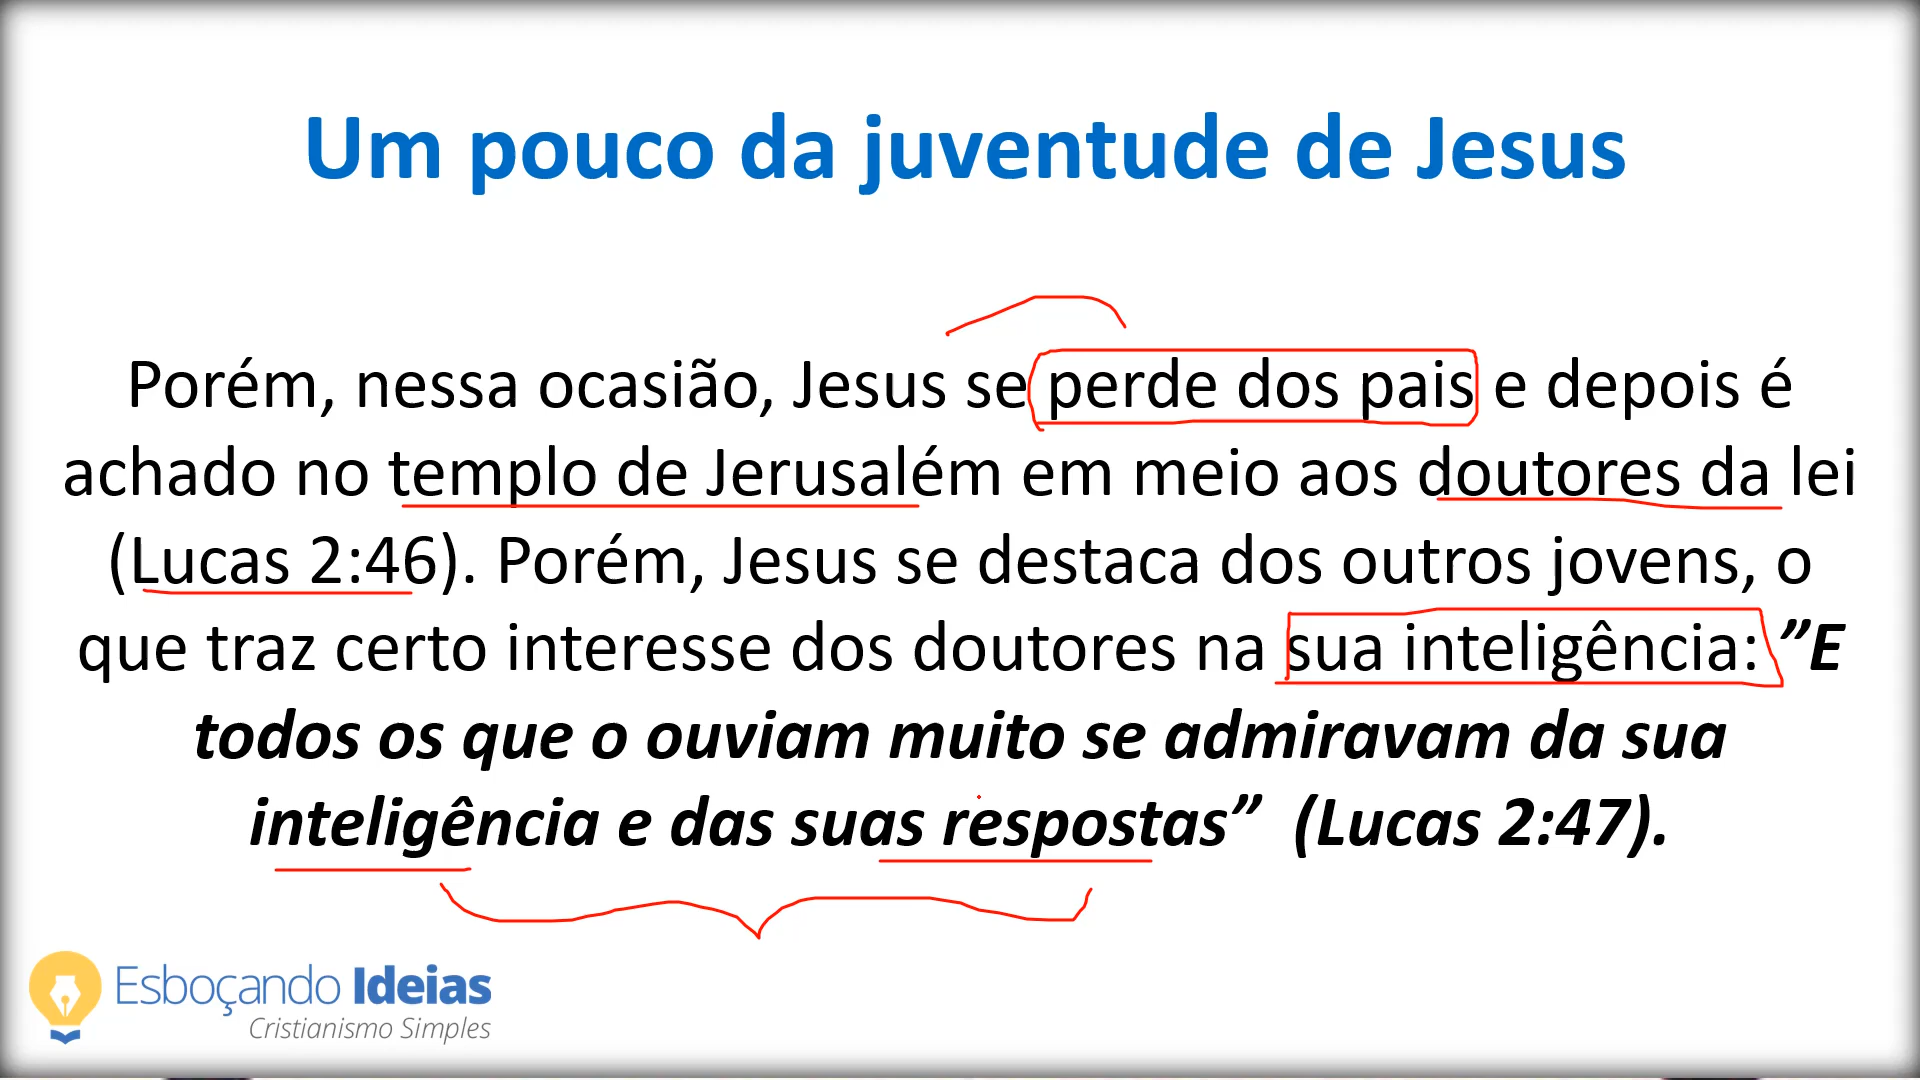 Um pouco da juventude de Jesus
Porém, nessa ocasião, Jesus se perde dos pais e depois é
achado no templo de Jerusalém em meio aos doutores da lei
(Lucas 2:46). Porém, Jesus se destaca dos outros jovens, o
que traz certo interesse dos doutores na sua inteligência: ”E
todos os que o ouviam muito se admiravam da sua
inteligência e das suas respostas” (Lucas 2:47).
Esboçando Ideias
Cristianismo Simples